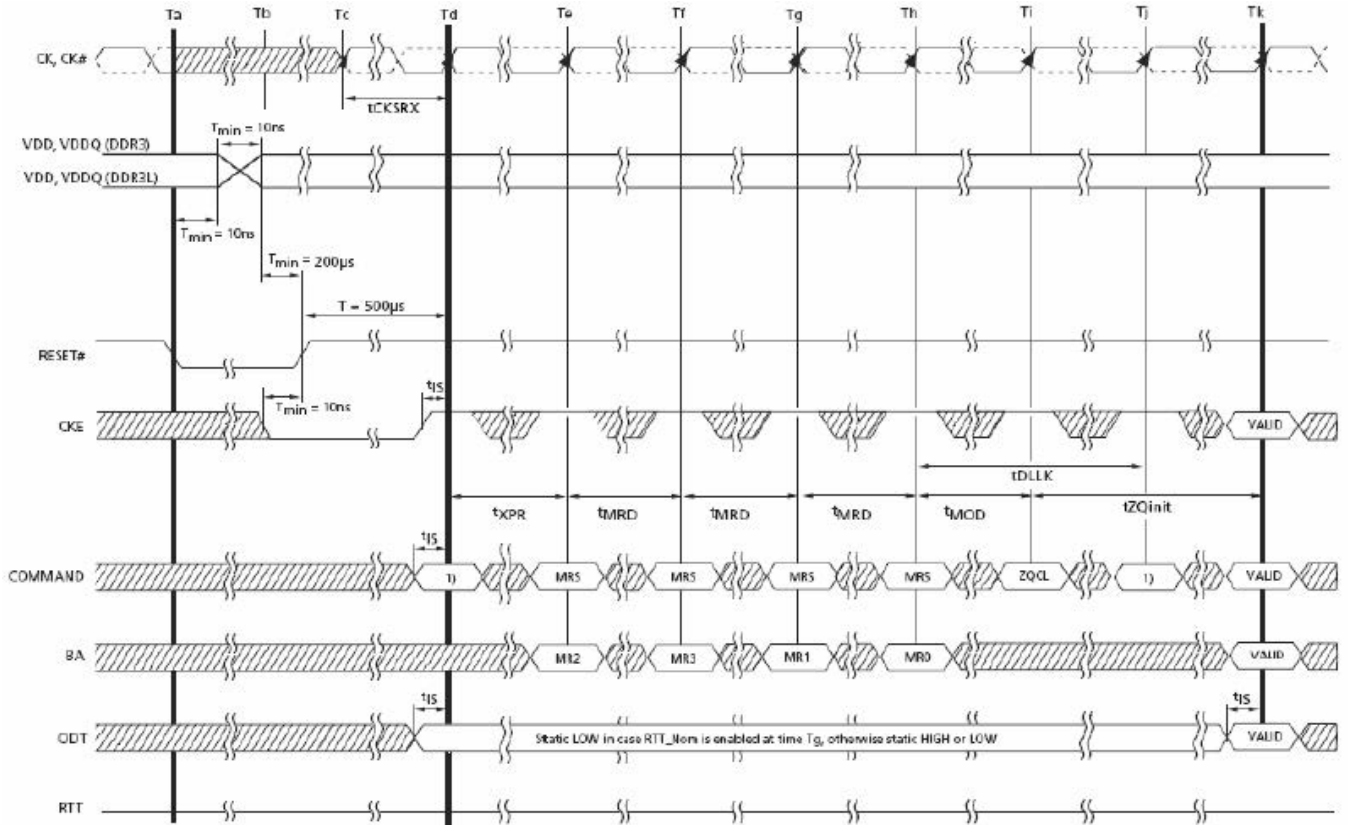 Ta Tb Tc Td Te Tf Tg Th Ti Tj Tk
CK, CK#
tCKSRX
Tmin = 10ns
VDD, VDDQ (DDR3)
VDD, VDDQ (DDR3L)
Tmin = 10ns
Tmin = 200µs
T = 500µs
RESET#
tIS
Tmin = 10ns
CKE VALID
tDLLK
tXPR tMRD tMRD tMRD tMOD tZQinit
tIS
COMMAND 1) MRS MRS MRS MRS ZQCL 1) VALID
BA MR2 MR3 MR1 MR0 VALID
tIS tIS
ODT Static LOW in case RTT_Nom is enabled at time Tg, otherwise static HIGH or LOW VALID
RTT